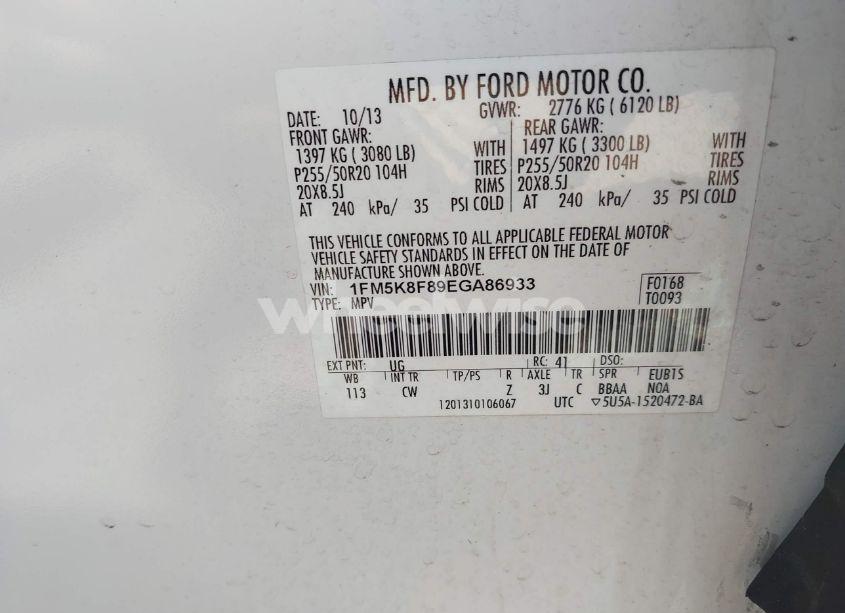 MFD. BY FORD MOTOR CO.
DATE: 10/13 GVWR: 2776 KG ( 6120 LB)
FRONT GAWR: REAR GAWR:
1397 KG ( 3080 LB) WITH 1497 KG ( 3300 LB) WITH
P255/50R20 104H TIRES P255/50R20 104H TIRES
20X8.5J RIMS 20X8.5J RIMS
AT 240 kPa/ 35 PSI COLD AT 240 kPa/ 35 PSI COLD
THIS VEHICLE CONFORMS TO ALL APPLICABLE FEDERAL MOTOR
VEHICLE SAFETY STANDARDS IN EFFECT ON THE DATE OF
MANUFACTURE SHOWN ABOVE.
VIN: 1FM5K8F89EGA86933 F0168
TYPE: MPV T0093
wheelwise
EXT PNT: UG RC: 41 DSO:
WB INT TR TP/PS R AXLE TR SPR EUB1S
113 CW Z 3J C BBAA NOA
1201310106067 UTC ▽5U5A-1520472-BA